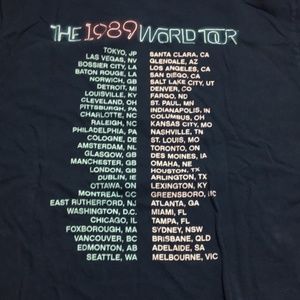 THE 1989 WORLD TOUR
TOKYO, JP
LAS VEGAS, NV
BOSSIER CITY, LA
BATON ROUGE, LA
NORWICH, GB
DETROIT, MI
LOUISVILLE, KY
CLEVELAND, OH
PITTSBURGH, PA
CHARLOTTE, NC
RALEIGH, NC
PHILADELPHIA, PA
COLOGNE, DE
AMSTERDAM, NL
GLASGOW, GB
MANCHESTER, GB
LONDON, GB
DUBLIN, IE
OTTAWA, ON
MONTREAL, QC
EAST RUTHERFORD, NJ
WASHINGTON, D.C.
CHICAGO, IL
FOXBOROUGH, MA
VANCOUVER, BC
EDMONTON, AB
SEATTLE, WA
SANTA CLARA, CA
GLENDALE, AZ
LOS ANGELES, CA
SAN DIEGO, CA
SALT LAKE CITY, UT
DENVER, CO
FARGO, ND
ST. PAUL, MN
INDIANAPOLIS, IN
COLUMBUS, OH
KANSAS CITY, MO
NASHVILLE, TN
ST. LOUIS, MO
TORONTO, ON
DES MOINES, IA
OMAHA, NE
HOUSTON, TX
ARLINGTON, TX
LEXINGTON, KY
GREENSBORO, NC
ATLANTA, GA
MIAMI, FL
TAMPA, FL
SYDNEY, NSW
BRISBANE, QLD
ADELAIDE, SA
MELBOURNE, VIC